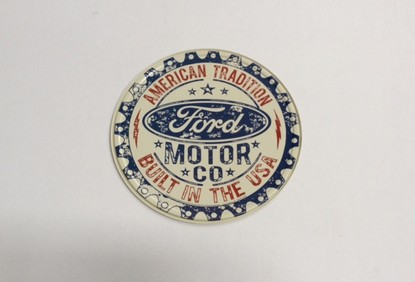 AMERICAN TRADITION
Ford
MOTOR
CO
BUILT IN THE USA